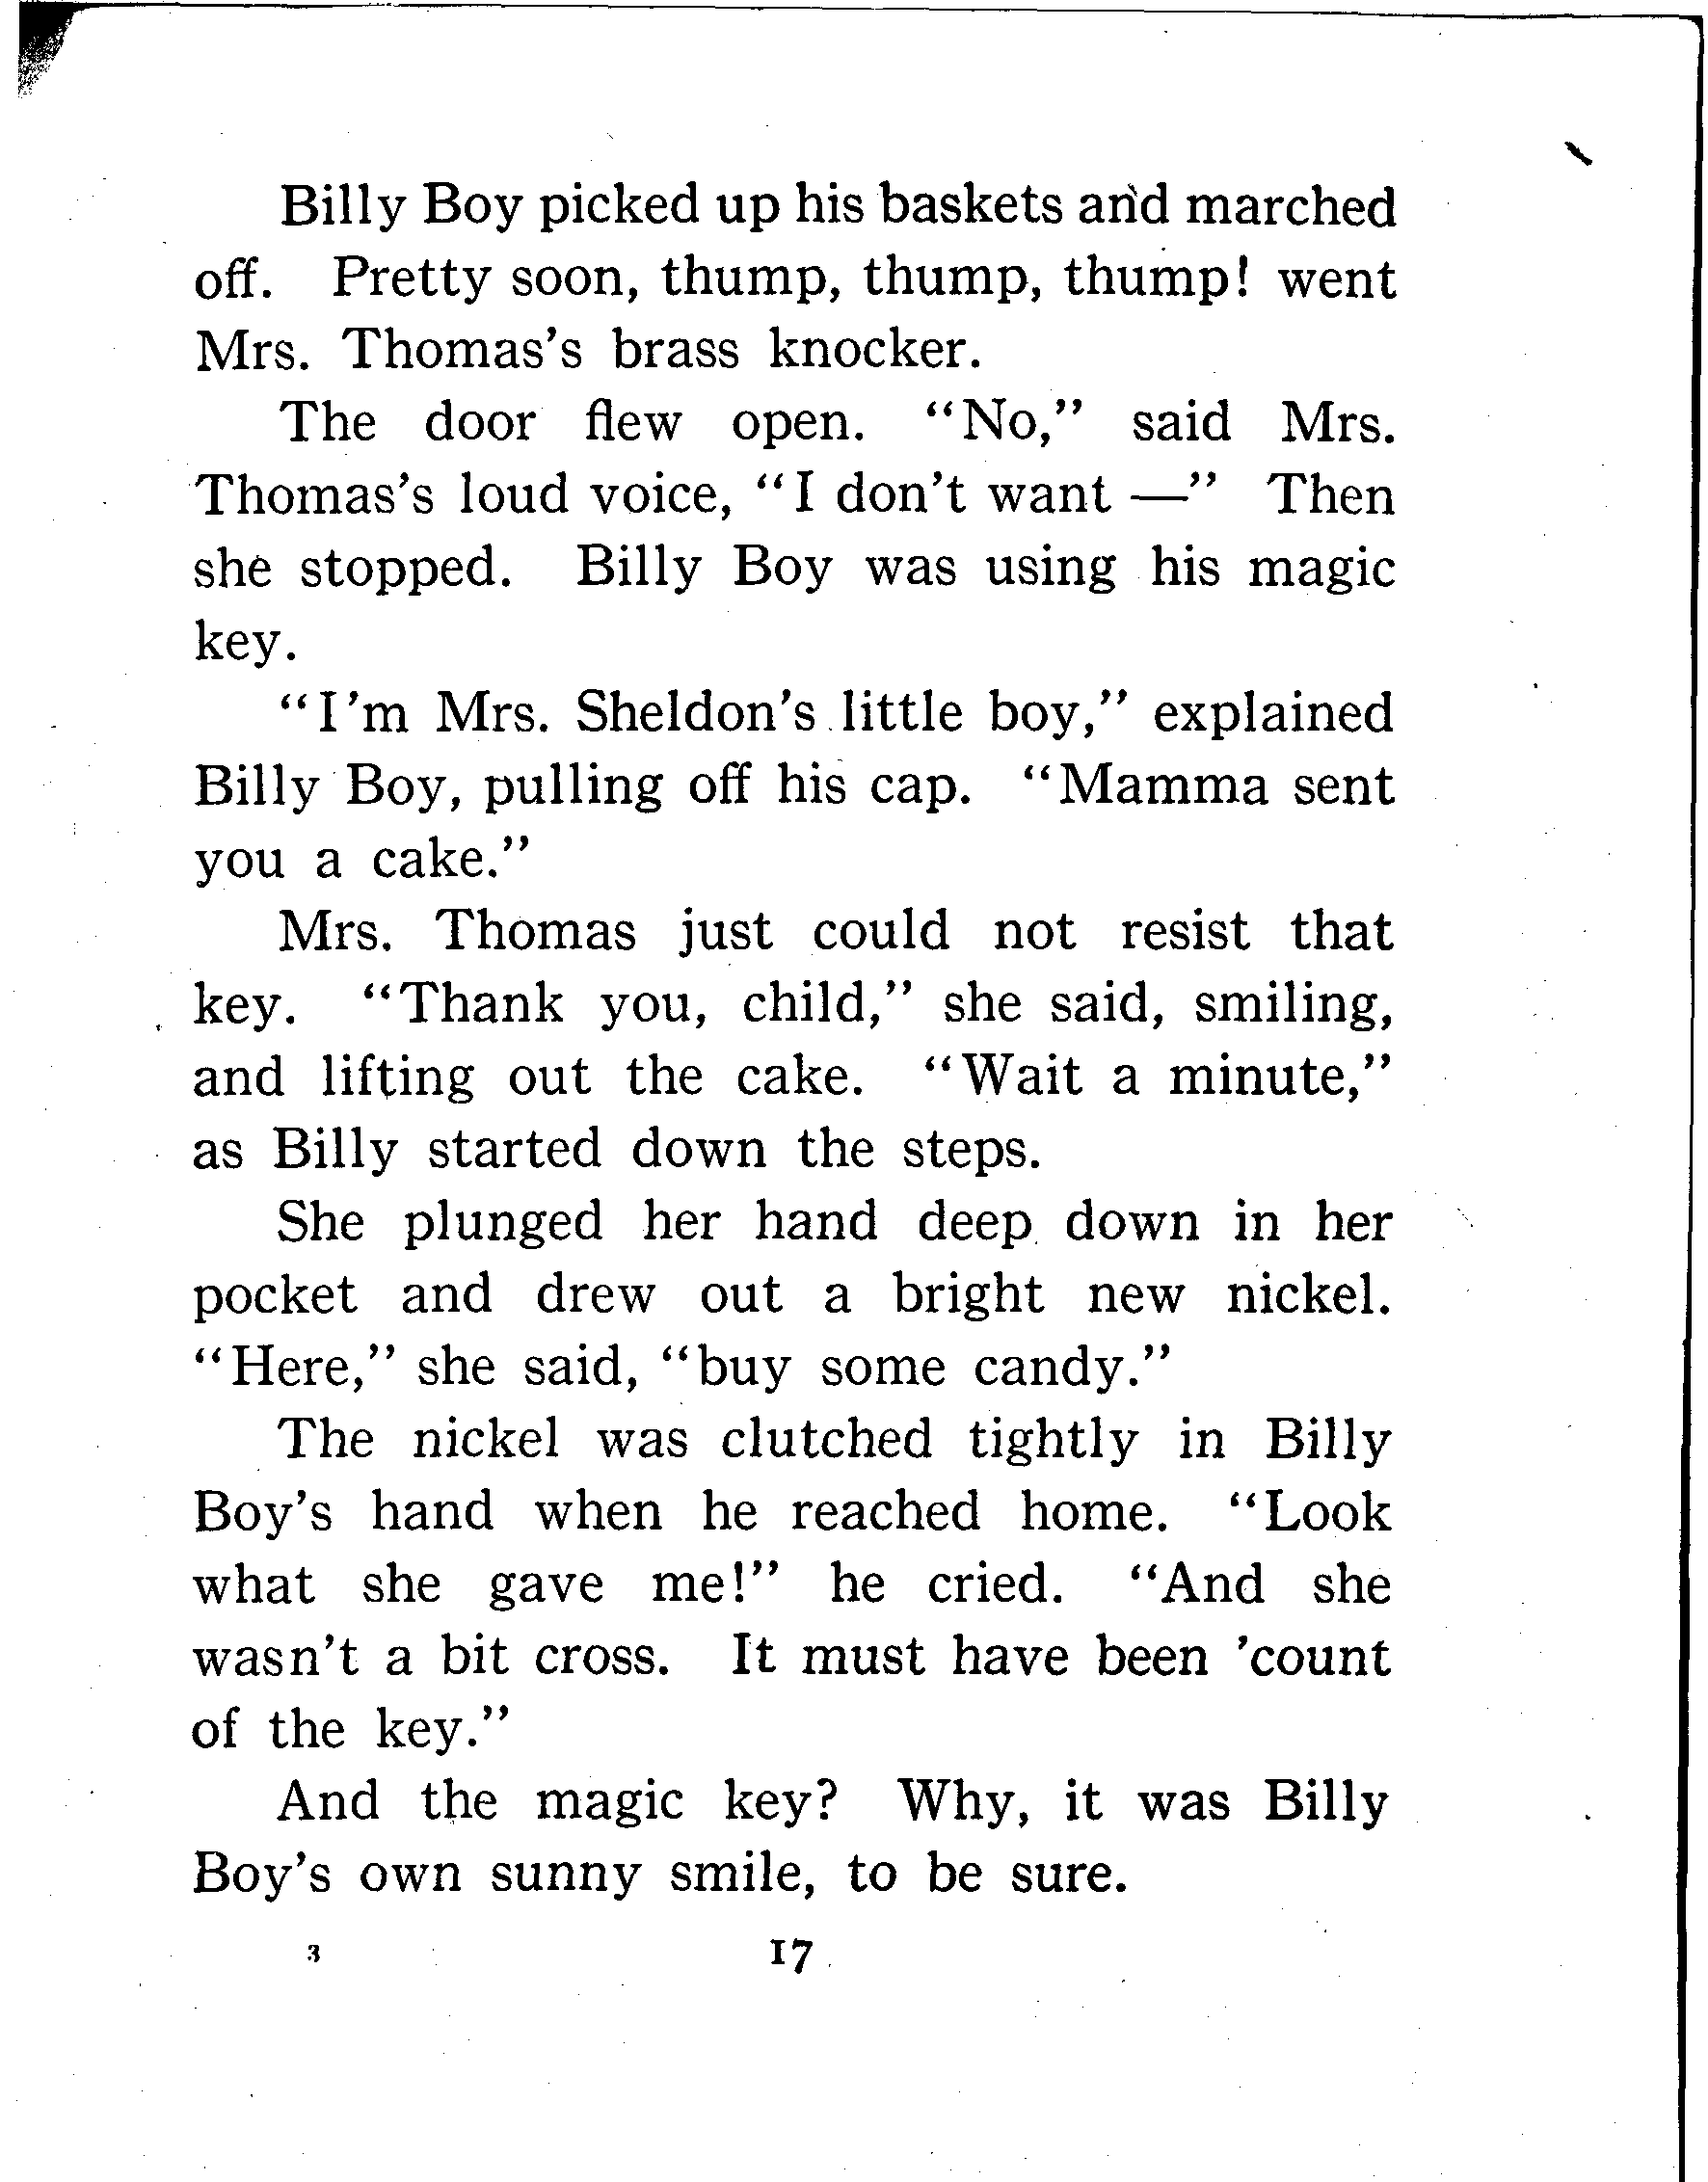 Billy Boy picked up his baskets and marched
off. Pretty soon, thump, thump, thump! went
Mrs. Thomas's brass knocker.
The door flew open. “No,” said Mrs.
Thomas's loud voice, “I don't want —” Then
she stopped. Billy Boy was using his magic
key.
“I'm Mrs. Sheldon's little boy,” explained
Billy Boy, pulling off his cap. “Mamma sent
you a cake.”
Mrs. Thomas just could not resist that
key. “Thank you, child,” she said, smiling,
and lifting out the cake. “Wait a minute,”
as Billy started down the steps.
She plunged her hand deep down in her
pocket and drew out a bright new nickel.
“Here,” she said, “buy some candy.”
The nickel was clutched tightly in Billy
Boy's hand when he reached home. “Look
what she gave me!” he cried. “And she
wasn't a bit cross. It must have been 'count
of the key.”
And the magic key? Why, it was Billy
Boy's own sunny smile, to be sure.
3 17